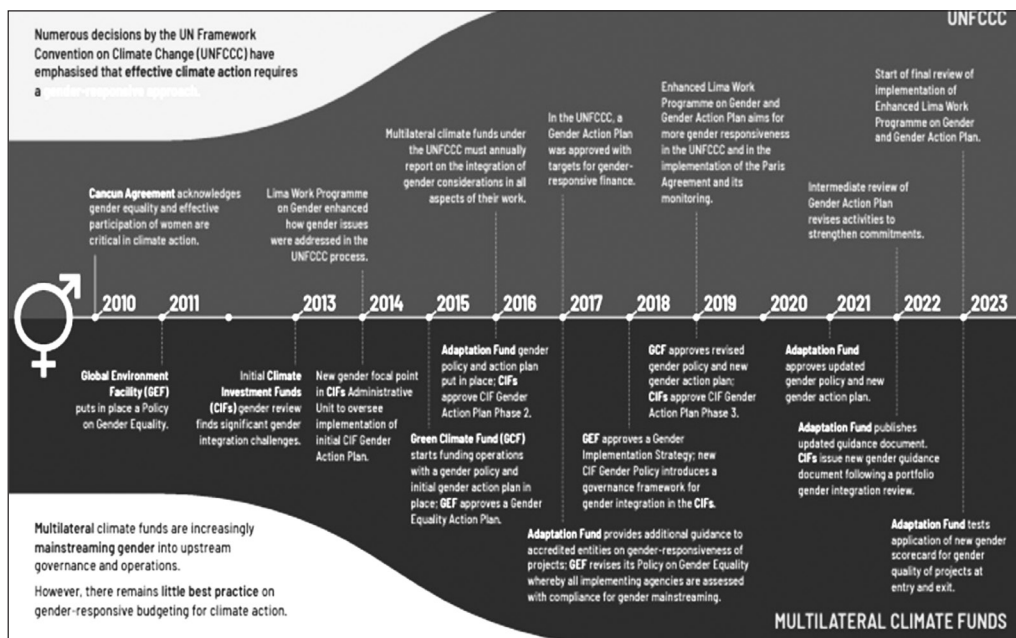 UNFCCC
Numerous decisions by the UN Framework
Convention on Climate Change (UNFCCC) have
emphasised that effective climate action requires
a gender-responsive approach.
Cancun Agreement acknowledges
gender equality and effective
participation of women are
critical in climate action.
Lima Work Programme
on Gender enhanced
how gender issues
were addressed in the
UNFCCC process.
Multilateral climate funds under
the UNFCCC must annually
report on the integration of
gender considerations in all
aspects of their work.
In the UNFCCC, a
Gender Action Plan
was approved with
targets for gender-
responsive finance.
Enhanced Lima Work
Programme on Gender and
Gender Action Plan aims for
more gender responsiveness
in the UNFCCC and in the
implementation of the Paris
Agreement and its
monitoring.
Intermediate review of
Gender Action Plan
revises activities to
strengthen commitments.
Start of final review of
implementation of
Enhanced Lima Work
Programme on Gender
and Gender Action Plan.
2010 2011 2013 2014 2015 2016 2017 2018 2019 2020 2021 2022 2023
Global Environment
Facility (GEF)
puts in place a Policy
on Gender Equality.
Initial Climate
Investment Funds
(CIFs) gender review
finds significant gender
integration challenges.
New gender focal point
in CIFs Administrative
Unit to oversee
implementation of
initial CIF Gender
Action Plan.
Green Climate Fund (GCF)
starts funding operations
with a gender policy and
initial gender action plan in
place; GEF approves a Gender
Equality Action Plan.
Adaptation Fund gender
policy and action plan
put in place; CIFs
approve CIF Gender
Action Plan Phase 2.
Adaptation Fund provides additional guidance to
accredited entities on gender-responsiveness of
projects; GEF revises its Policy on Gender Equality
whereby all implementing agencies are assessed
with compliance for gender mainstreaming.
GEF approves a Gender
Implementation Strategy; new
CIF Gender Policy introduces a
governance framework for
gender integration in the CIFs.
GCF approves revised
gender policy and new
gender action plan;
CIFs approve CIF Gender
Action Plan Phase 3.
Adaptation Fund
approves updated
gender policy and new
gender action plan.
Adaptation Fund publishes
updated guidance document.
CIFs issue new gender guidance
document following a portfolio
gender integration review.
Adaptation Fund tests
application of new gender
scorecard for gender
quality of projects at
entry and exit.
Multilateral climate funds are increasingly
mainstreaming gender into upstream
governance and operations.
However, there remains little best practice on
gender-responsive budgeting for climate action.
MULTILATERAL CLIMATE FUNDS